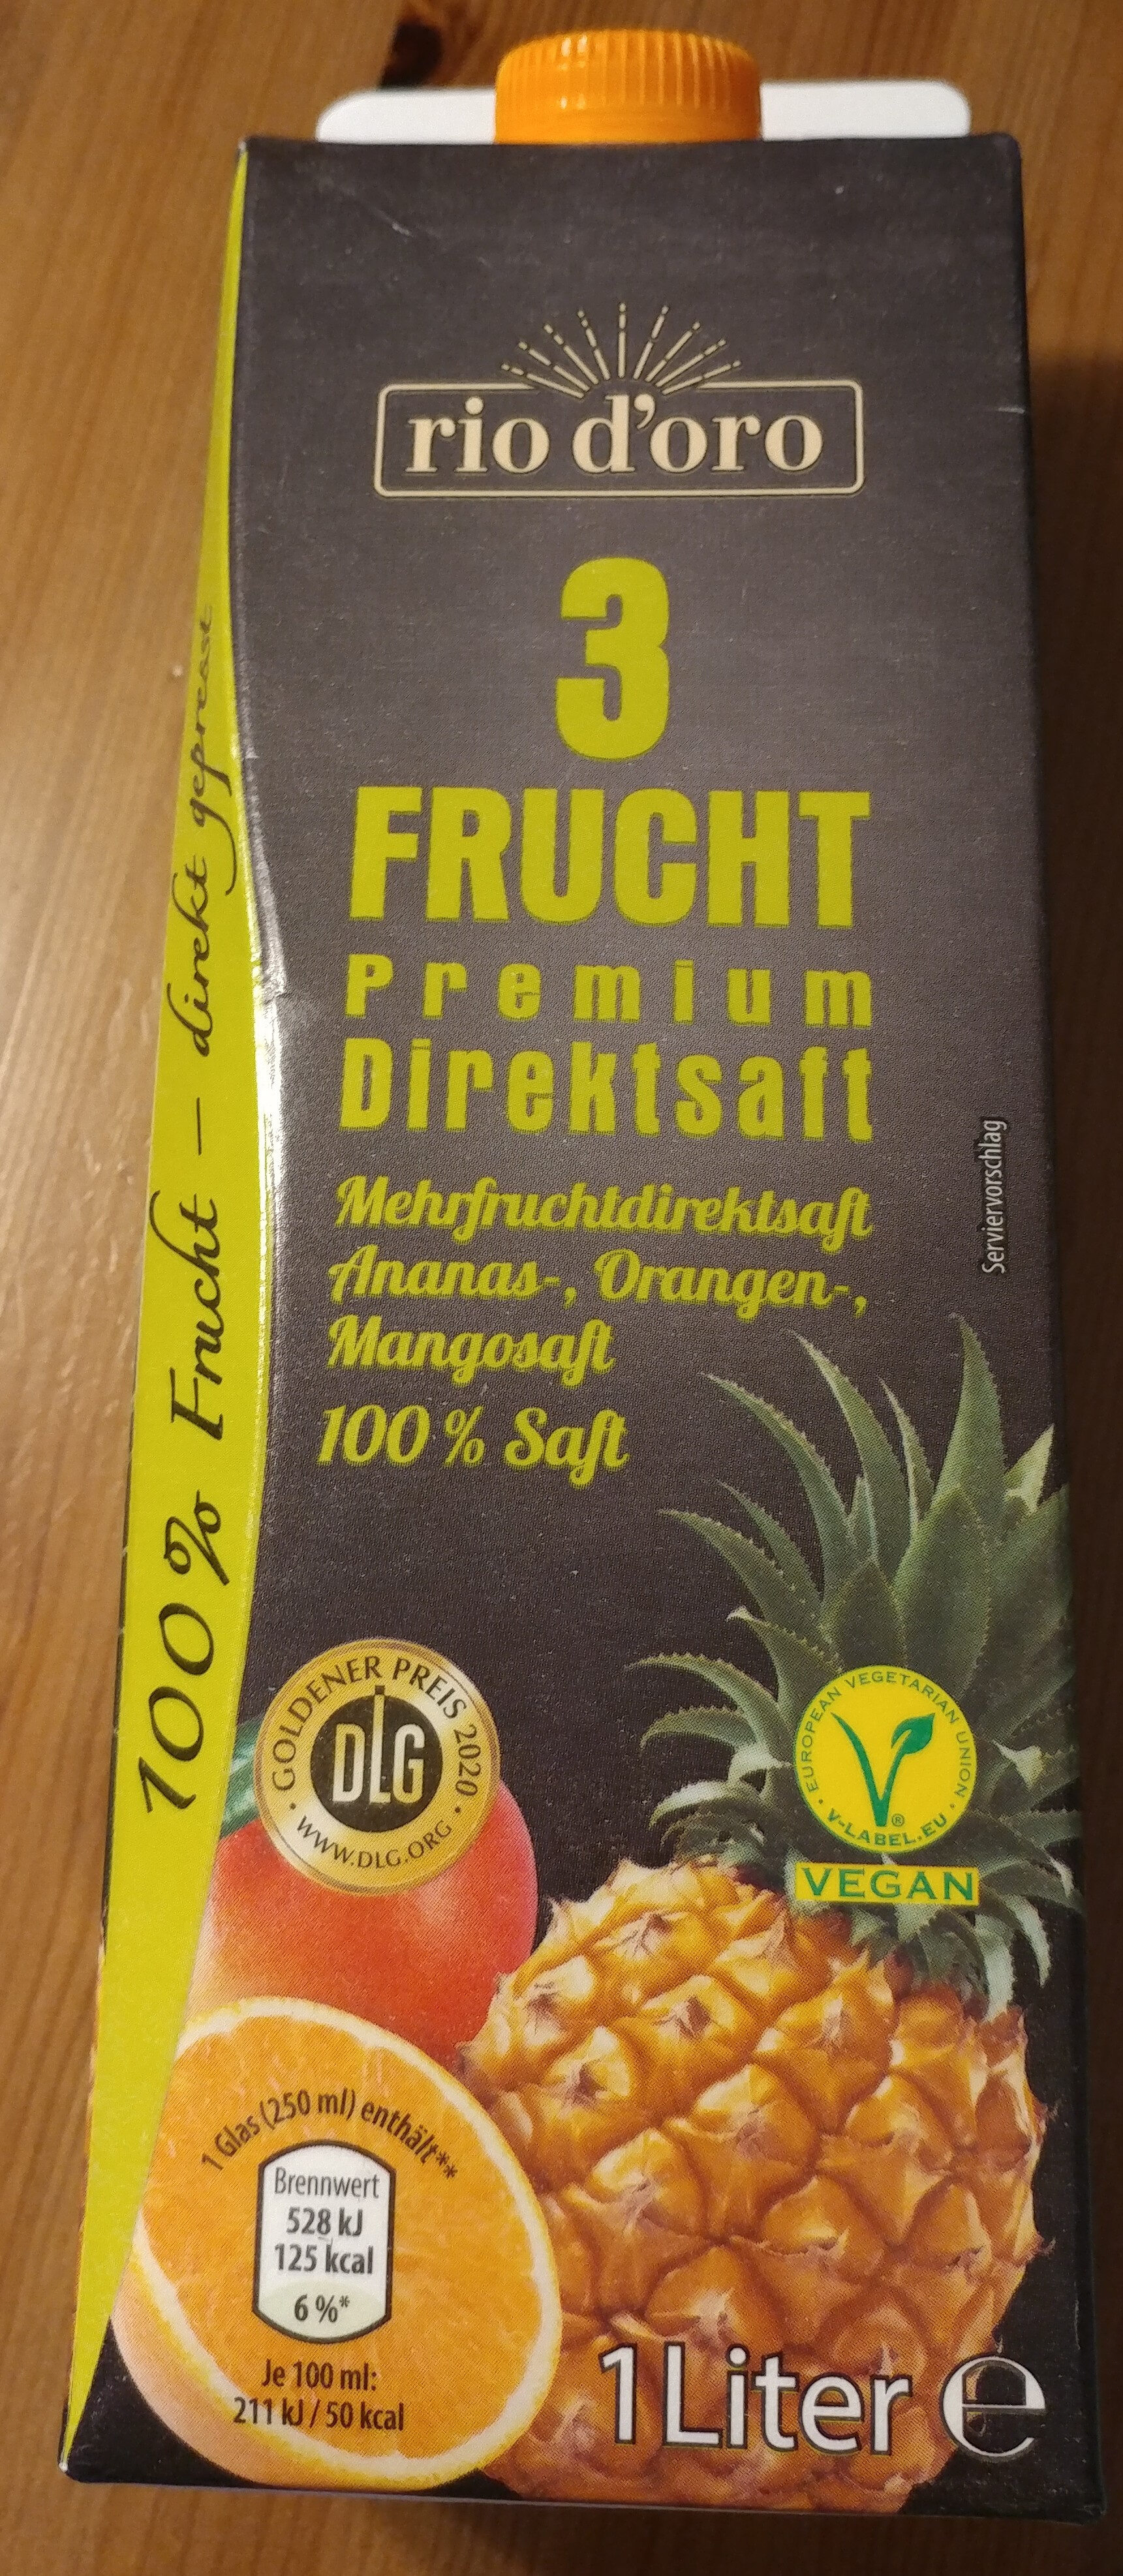 rio d'oro
3
FRUCHT
Premium
Direktsaft
Mehrfruchtdirektsaft
Ananas-, Orangen-,
Mangosaft
100 % Saft
Serviervorschlag
100 % Frucht – direkt gepresst
GOLDENER PREIS 2020
DLG
WWW.DLG.ORG
EUROPEAN VEGETARIAN UNION
V-LABEL.EU
®
VEGAN
1 Glas (250 ml) enthält**
Brennwert
528 kJ
125 kcal
6 %*
Je 100 ml:
211 kJ / 50 kcal
1 Liter ℮